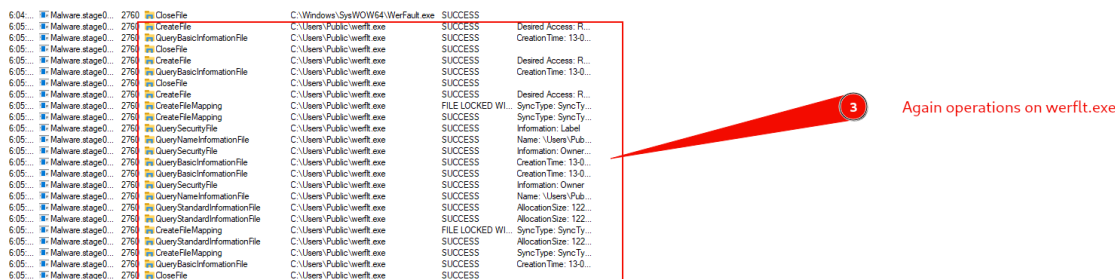 6:04:... Malware.stage0... 2760 CloseFile C:\Windows\SysWOW64\WerFault.exe SUCCESS
6:05:... Malware.stage0... 2760 CreateFile C:\Users\Public\werflt.exe SUCCESS Desired Access: R...
6:05:... Malware.stage0... 2760 QueryBasicInformationFile C:\Users\Public\werflt.exe SUCCESS CreationTime: 13-0...
6:05:... Malware.stage0... 2760 CloseFile C:\Users\Public\werflt.exe SUCCESS
6:05:... Malware.stage0... 2760 CreateFile C:\Users\Public\werflt.exe SUCCESS Desired Access: R...
6:05:... Malware.stage0... 2760 QueryBasicInformationFile C:\Users\Public\werflt.exe SUCCESS CreationTime: 13-0...
6:05:... Malware.stage0... 2760 CloseFile C:\Users\Public\werflt.exe SUCCESS
6:05:... Malware.stage0... 2760 CreateFile C:\Users\Public\werflt.exe SUCCESS Desired Access: R...
6:05:... Malware.stage0... 2760 CreateFileMapping C:\Users\Public\werflt.exe FILE LOCKED WI... SyncType: SyncTy...
6:05:... Malware.stage0... 2760 CreateFileMapping C:\Users\Public\werflt.exe SUCCESS SyncType: SyncTy...
6:05:... Malware.stage0... 2760 QuerySecurityFile C:\Users\Public\werflt.exe SUCCESS Information: Label
6:05:... Malware.stage0... 2760 QueryNameInformationFile C:\Users\Public\werflt.exe SUCCESS Name: \Users\Pub...
6:05:... Malware.stage0... 2760 QuerySecurityFile C:\Users\Public\werflt.exe SUCCESS Information: Owner...
6:05:... Malware.stage0... 2760 QueryBasicInformationFile C:\Users\Public\werflt.exe SUCCESS CreationTime: 13-0...
6:05:... Malware.stage0... 2760 QueryBasicInformationFile C:\Users\Public\werflt.exe SUCCESS CreationTime: 13-0...
6:05:... Malware.stage0... 2760 QuerySecurityFile C:\Users\Public\werflt.exe SUCCESS Information: Owner
6:05:... Malware.stage0... 2760 QueryNameInformationFile C:\Users\Public\werflt.exe SUCCESS Name: \Users\Pub...
6:05:... Malware.stage0... 2760 QueryStandardInformationFile C:\Users\Public\werflt.exe SUCCESS AllocationSize: 122...
6:05:... Malware.stage0... 2760 QueryStandardInformationFile C:\Users\Public\werflt.exe SUCCESS AllocationSize: 122...
6:05:... Malware.stage0... 2760 CreateFileMapping C:\Users\Public\werflt.exe FILE LOCKED WI... SyncType: SyncTy...
6:05:... Malware.stage0... 2760 QueryStandardInformationFile C:\Users\Public\werflt.exe SUCCESS AllocationSize: 122...
6:05:... Malware.stage0... 2760 CreateFileMapping C:\Users\Public\werflt.exe SUCCESS SyncType: SyncTy...
6:05:... Malware.stage0... 2760 QueryBasicInformationFile C:\Users\Public\werflt.exe SUCCESS CreationTime: 13-0...
6:05:... Malware.stage0... 2760 CloseFile C:\Users\Public\werflt.exe SUCCESS
3 Again operations on werflt.exe